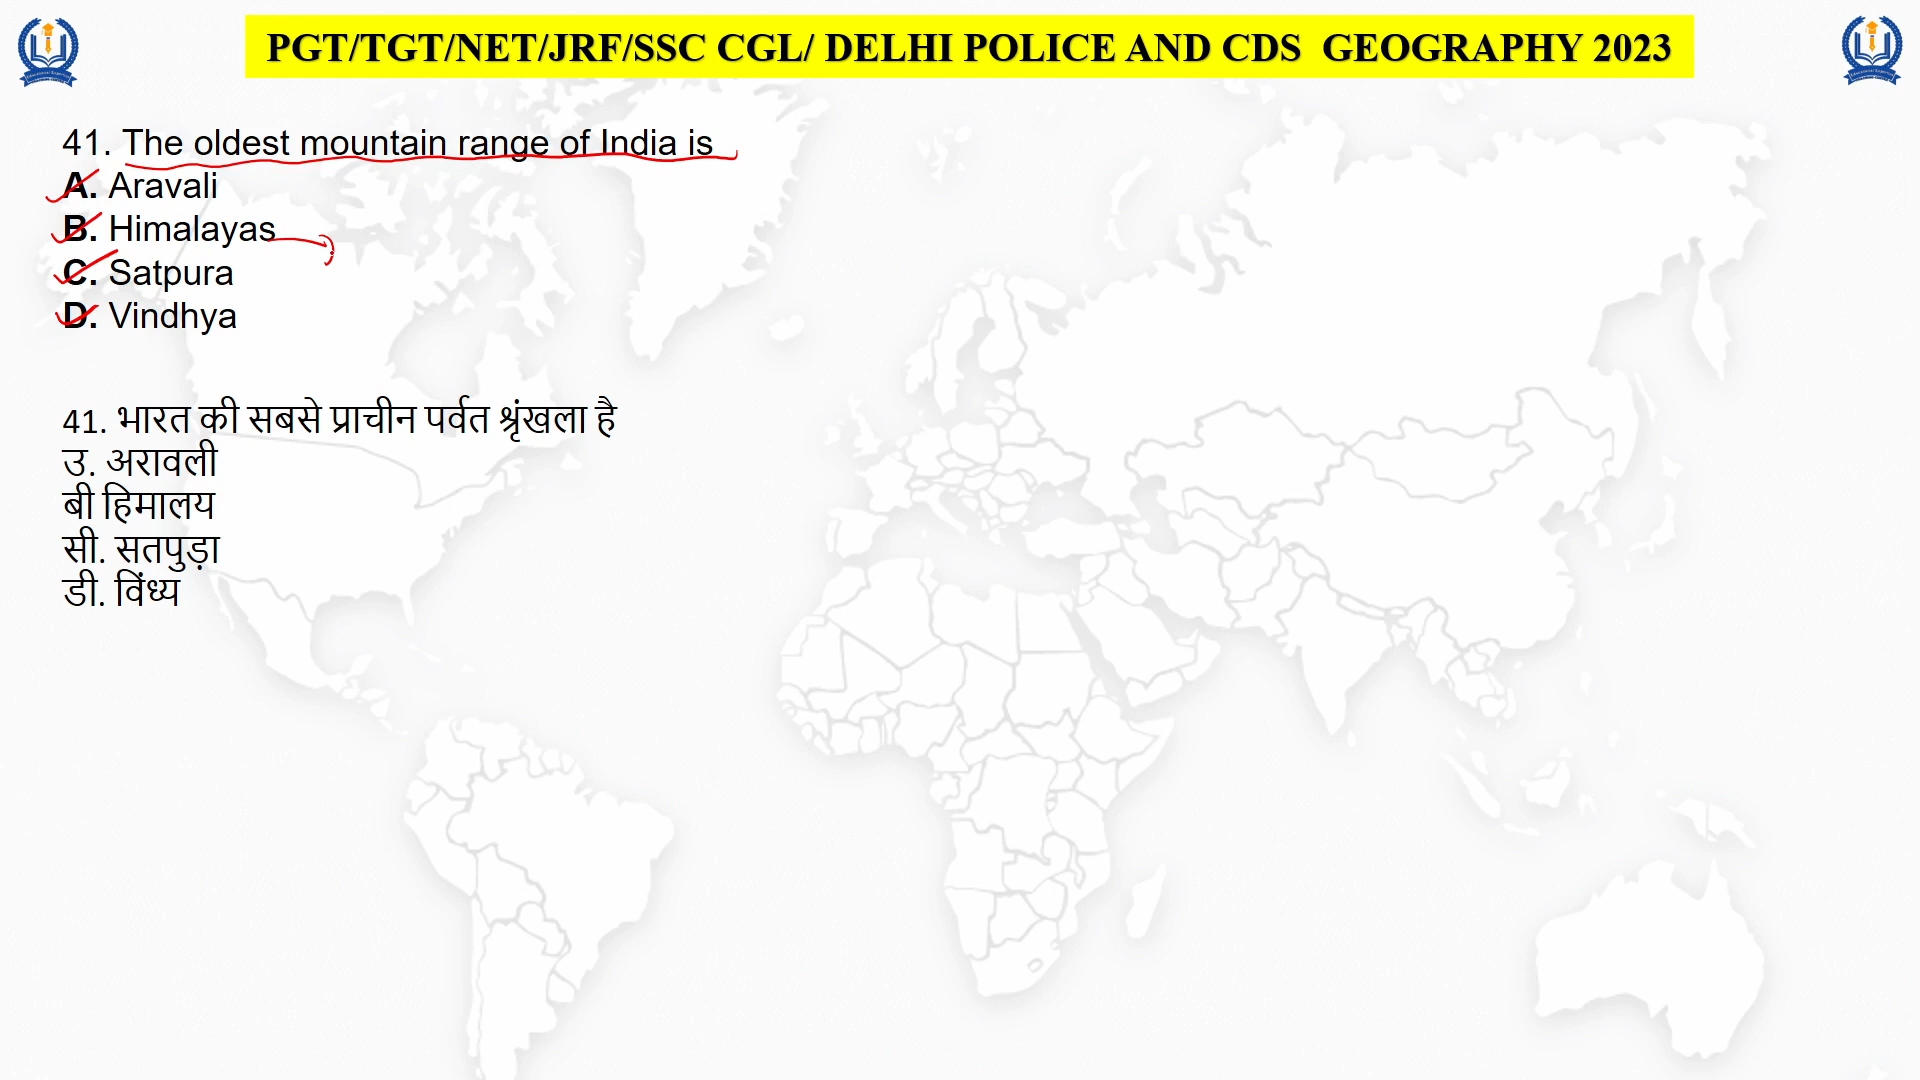 PGT/TGT/NET/JRF/SSC CGL/ DELHI POLICE AND CDS GEOGRAPHY 2023
41. The oldest mountain range of India is
A. Aravali
B. Himalayas
C. Satpura
D. Vindhya
41. भारत की सबसे प्राचीन पर्वत श्रृंखला है
उ. अरावली
बी हिमालय
सी. सतपुड़ा
डी. विंध्य